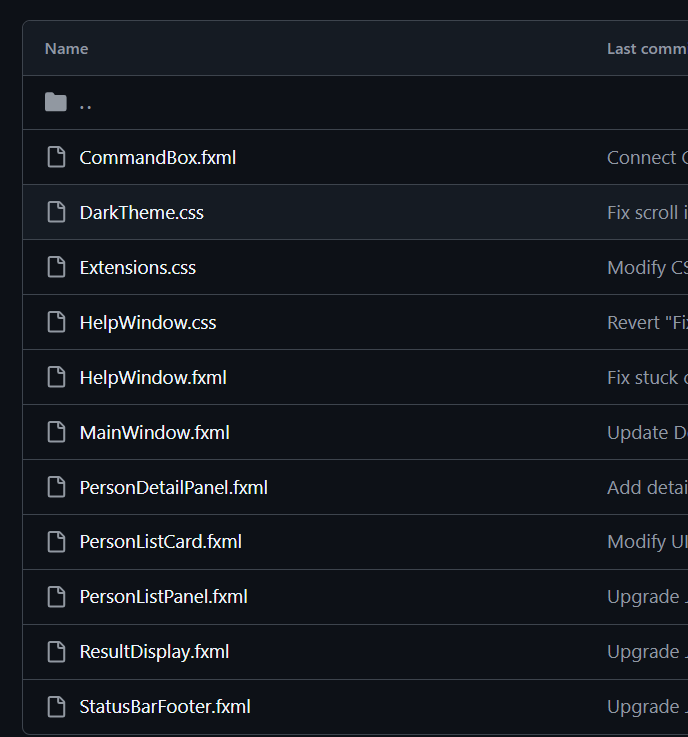 Name Last comm
..
CommandBox.fxml Connect
DarkTheme.css Fix scroll
Extensions.css Modify CS
HelpWindow.css Revert "Fi
HelpWindow.fxml Fix stuck
MainWindow.fxml Update D
PersonDetailPanel.fxml Add detai
PersonListCard.fxml Modify UI
PersonListPanel.fxml Upgrade
ResultDisplay.fxml Upgrade
StatusBarFooter.fxml Upgrade